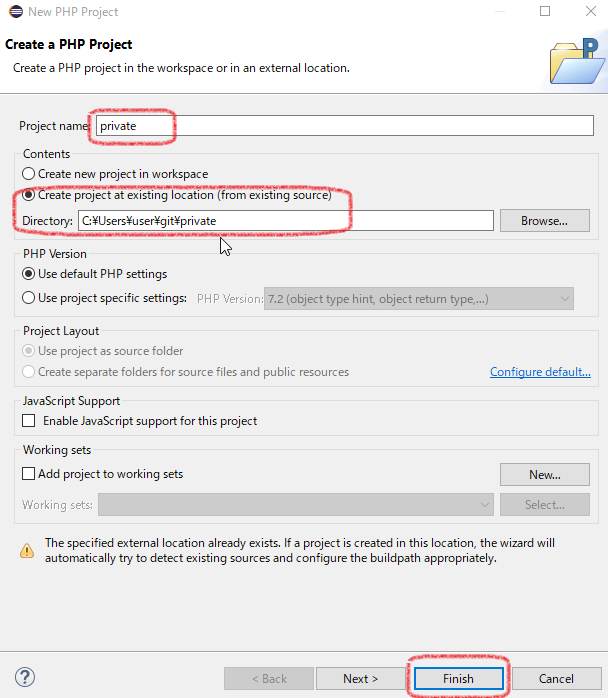 New PHP Project
Create a PHP Project
Create a PHP project in the workspace or in an external location.
P
Project name: private
Contents
Create new project in workspace
Create project at existing location (from existing source)
Directory: C:¥Users¥user¥git¥private Browse...
PHP Version
Use default PHP settings
Use project specific settings: PHP Version: 7.2 (object type hint, object return type,...)
Project Layout
Use project as source folder
Create separate folders for source files and public resources Configure default...
JavaScript Support
Enable JavaScript support for this project
Working sets
Add project to working sets New...
Working sets: Select...
The specified external location already exists. If a project is created in this location, the wizard will
automatically try to detect existing sources and configure the buildpath appropriately.
? < Back Next > Finish Cancel